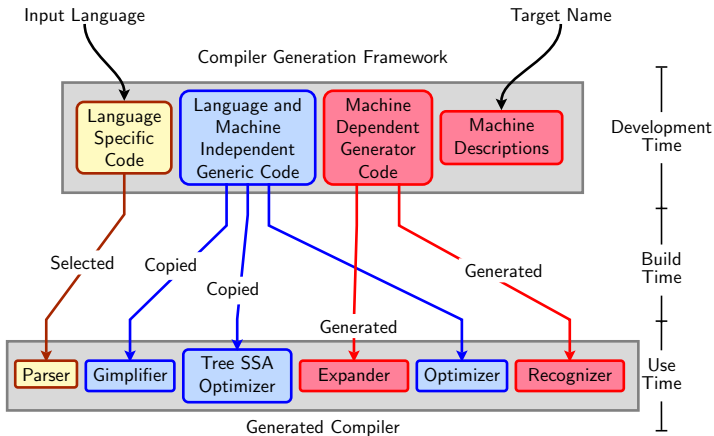 Input Language
Target Name
Compiler Generation Framework
Language
Specific
Code
Language and
Machine
Independent
Generic Code
Machine
Dependent
Generator
Code
Machine
Descriptions
Development
Time
Selected
Copied
Copied
Generated
Generated
Build
Time
Parser
Gimplifier
Tree SSA
Optimizer
Expander
Optimizer
Recognizer
Use
Time
Generated Compiler